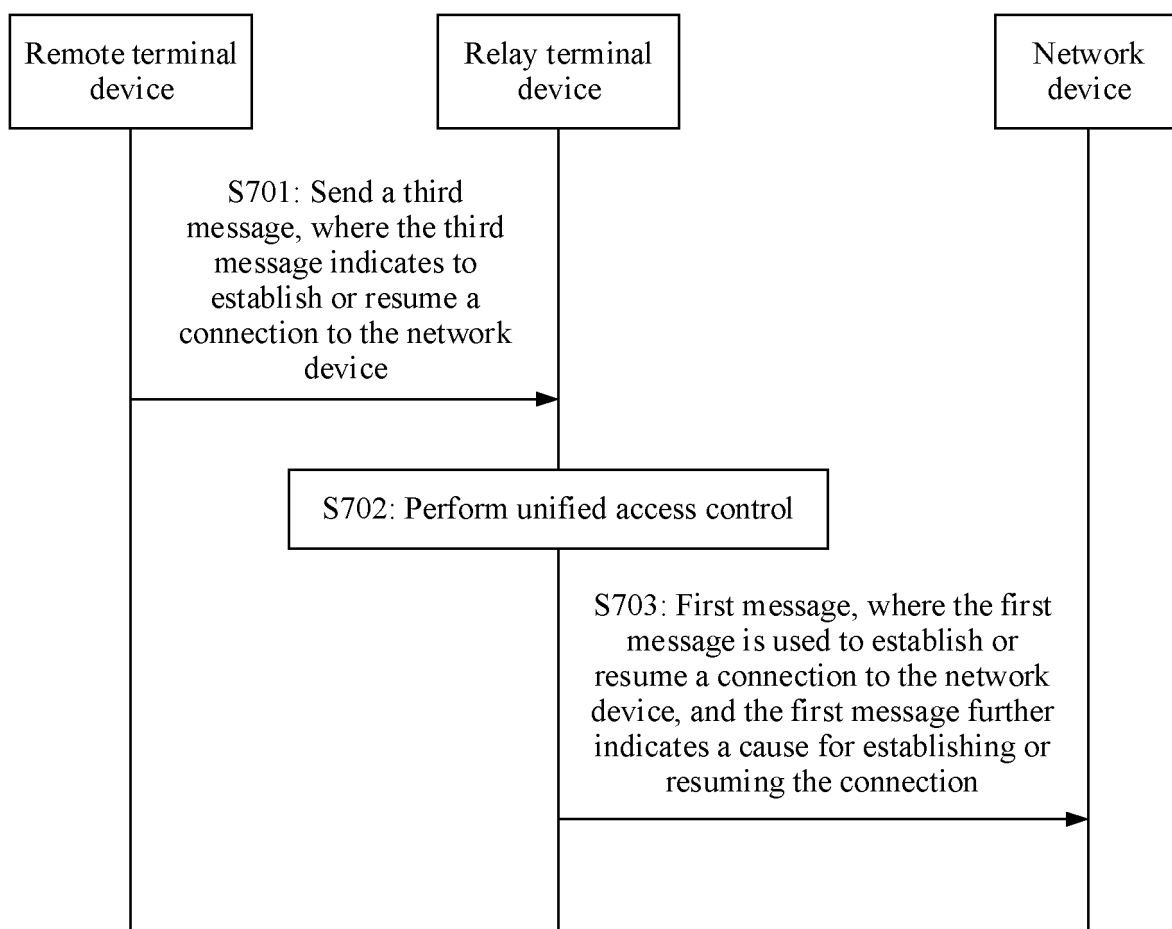 Remote terminal
device
Relay terminal
device
Network
device
S701: Send a third
message, where the third
message indicates to
establish or resume a
connection to the network
device
S702: Perform unified access control
S703: First message, where the first
message is used to establish or
resume a connection to the network
device, and the first message further
indicates a cause for establishing or
resuming the connection